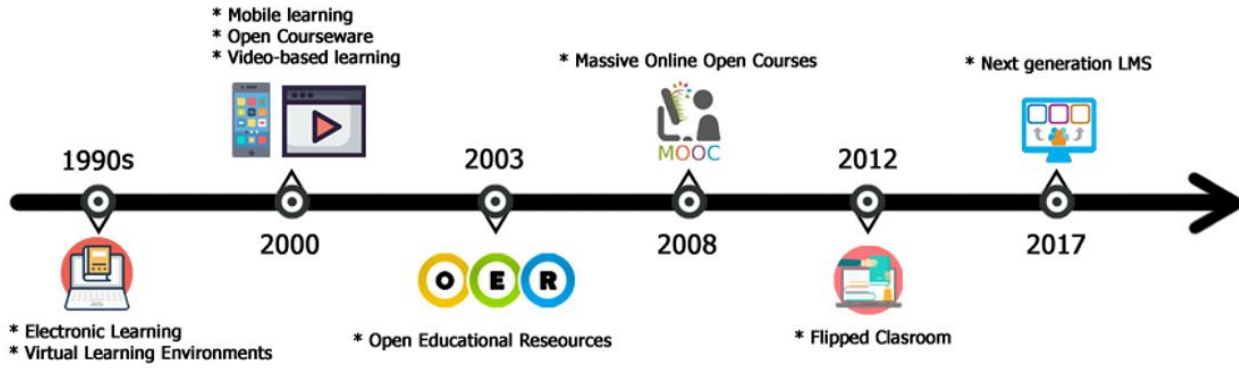 * Mobile learning
* Open Courseware
* Video-based learning
* Massive Online Open Courses
* Next generation LMS
MOOC
1990s
2003
2012
2000
2008
2017
O E R
* Electronic Learning
* Virtual Learning Environments
* Open Educational Reseources
* Flipped Clasroom